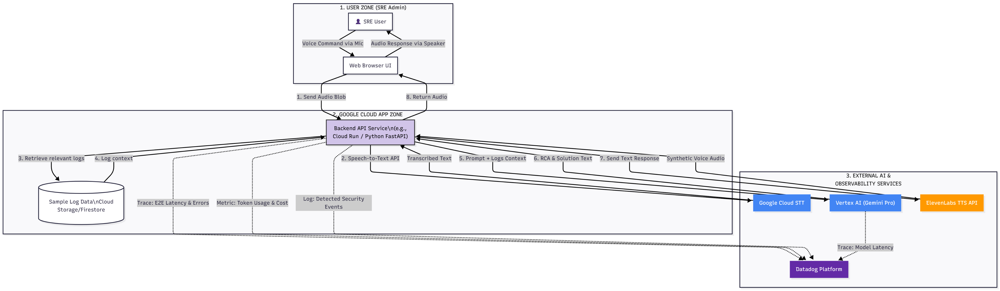 1. USER ZONE (SRE Admin)
👤 SRE User
Voice Command via Mic
Audio Response via Speaker
Web Browser UI
1. Send Audio Blob
8. Return Audio
2. GOOGLE CLOUD APP ZONE
Backend API Service\n(e.g.,
Cloud Run / Python FastAPI)
3. Retrieve relevant logs
4. Log context
2. Speech-to-Text API
Transcribed Text
5. Prompt + Logs Context
6. RCA & Solution Text
7. Send Text Response
Synthetic Voice Audio
Sample Log Data\nCloud
Storage/Firestore
Trace: E2E Latency & Errors
Metric: Token Usage & Cost
Log: Detected Security
Events
3. EXTERNAL AI &
OBSERVABILITY SERVICES
Google Cloud STT
Vertex AI (Gemini Pro)
ElevenLabs TTS API
Trace: Model Latency
Datadog Platform